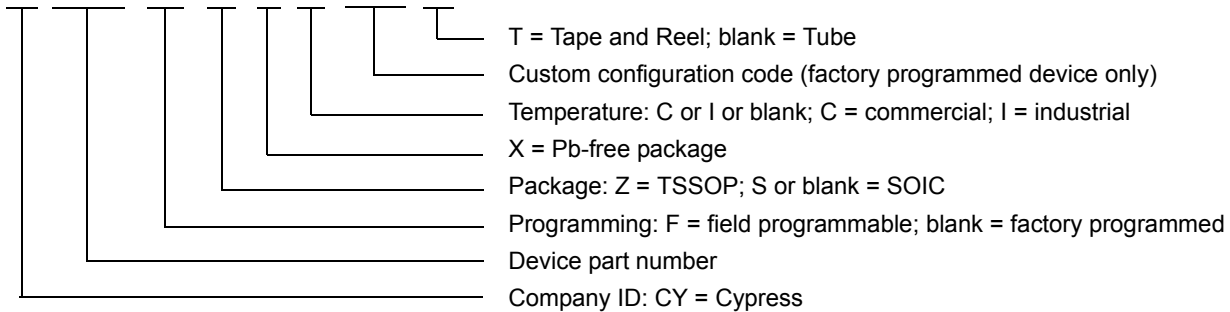 T = Tape and Reel; blank = Tube
Custom configuration code (factory programmed device only)
Temperature: C or I or blank; C = commercial; I = industrial
X = Pb-free package
Package: Z = TSSOP; S or blank = SOIC
Programming: F = field programmable; blank = factory programmed
Device part number
Company ID: CY = Cypress